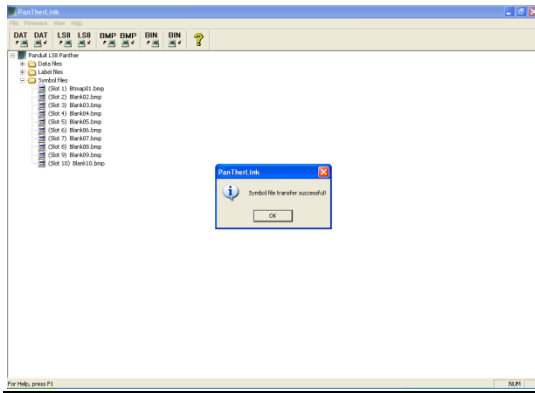 PanTherLink
File Firmware View Help
DAT DAT LS8 LS8 BMP BMP BIN BIN
Panduit LS8 Panther
Data files
Label files
Symbol files
(Slot 1) Btmap01.bmp
(Slot 2) Blank02.bmp
(Slot 3) Blank03.bmp
(Slot 4) Blank04.bmp
(Slot 5) Blank05.bmp
(Slot 6) Blank06.bmp
(Slot 7) Blank07.bmp
(Slot 8) Blank08.bmp
(Slot 9) Blank09.bmp
(Slot 10) Blank10.bmp
PanTherLink
Symbol file transfer successful!
OK
For Help, press F1
NUM